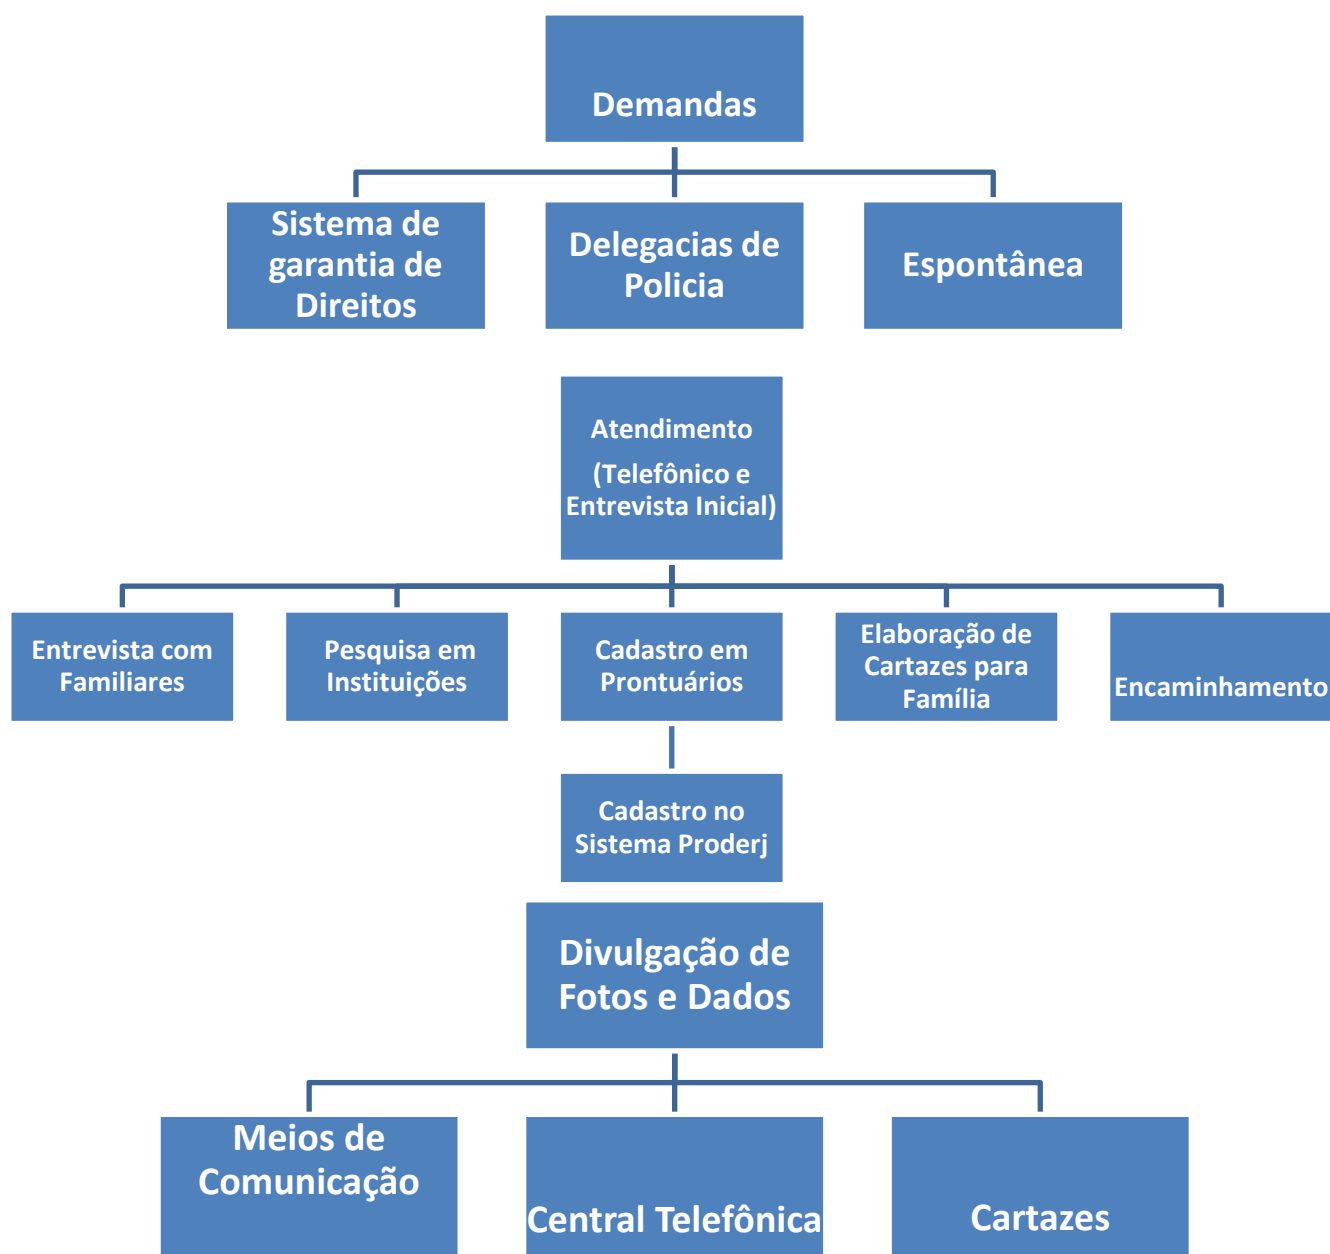 Demandas
Sistema de
garantia de
Direitos
Delegacias de
Policia
Espontânea
Atendimento
(Telefônico e
Entrevista Inicial)
Entrevista com
Familiares
Pesquisa em
Instituições
Cadastro em
Prontuários
Elaboração de
Cartazes para
Família
Encaminhamento
Cadastro no
Sistema Proderj
Divulgação de
Fotos e Dados
Meios de
Comunicação
Central Telefônica
Cartazes